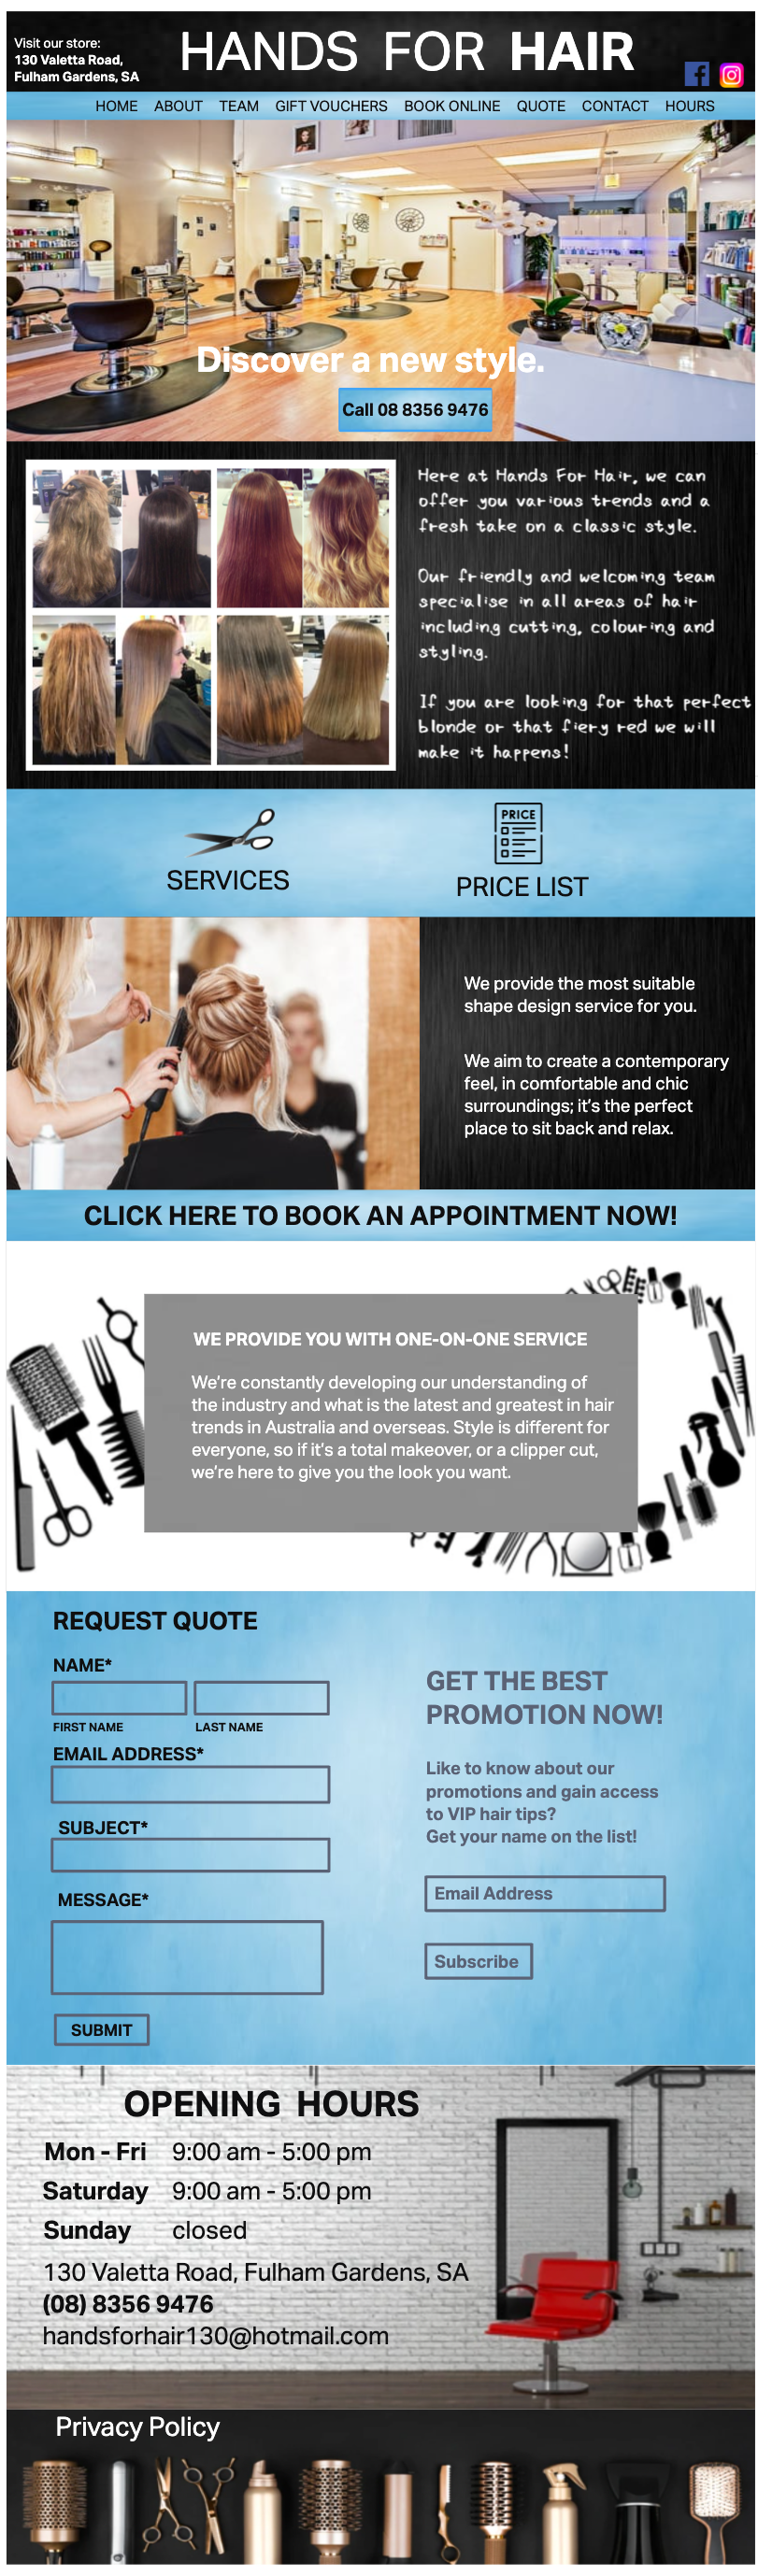 Visit our store:
130 Valetta Road,
Fulham Gardens, SA
HANDS FOR HAIR
HOME ABOUT TEAM GIFT VOUCHERS BOOK ONLINE QUOTE CONTACT HOURS
Discover a new style.
Call 08 8356 9476
Here at Hands For Hair, we can
offer you various trends and a
fresh take on a classic style.
Our friendly and welcoming team
specialise in all areas of hair
including cutting, colouring and
styling.
If you are looking for that perfect
blonde or that fiery red we will
make it happens!
SERVICES
PRICE
PRICE LIST
We provide the most suitable
shape design service for you.
We aim to create a contemporary
feel, in comfortable and chic
surroundings; it's the perfect
place to sit back and relax.
CLICK HERE TO BOOK AN APPOINTMENT NOW!
WE PROVIDE YOU WITH ONE-ON-ONE SERVICE
We're constantly developing our understanding of
the industry and what is the latest and greatest in hair
trends in Australia and overseas. Style is different for
everyone, so if it's a total makeover, or a clipper cut,
we're here to give you the look you want.
REQUEST QUOTE
NAME*
FIRST NAME LAST NAME
EMAIL ADDRESS*
SUBJECT*
MESSAGE*
SUBMIT
GET THE BEST
PROMOTION NOW!
Like to know about our
promotions and gain access
to VIP hair tips?
Get your name on the list!
Email Address
Subscribe
OPENING HOURS
Mon - Fri 9:00 am - 5:00 pm
Saturday 9:00 am - 5:00 pm
Sunday closed
130 Valetta Road, Fulham Gardens, SA
(08) 8356 9476
handsforhair130@hotmail.com
Privacy Policy